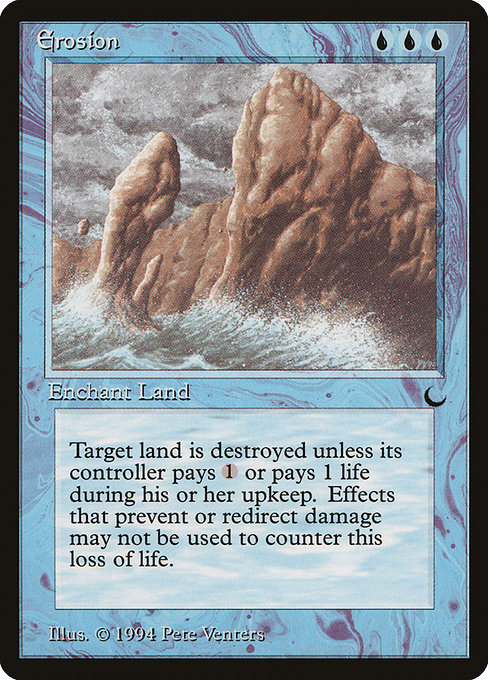 Erosion
Enchant Land
Target land is destroyed unless its
controller pays 1 or pays 1 life
during his or her upkeep. Effects
that prevent or redirect damage
may not be used to counter this
loss of life.
Illus. © 1994 Pete Venters